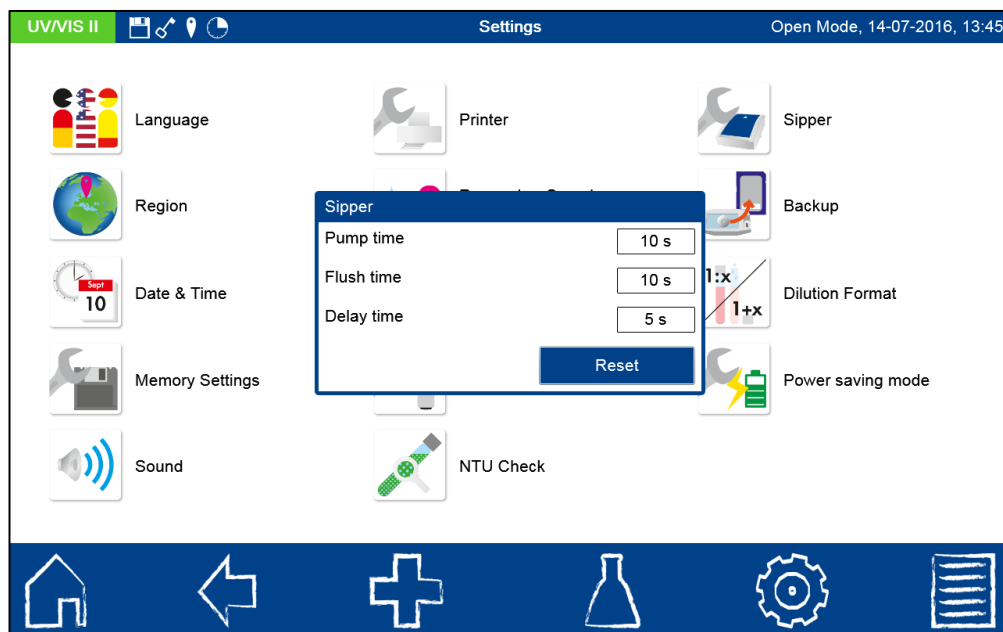 UV/VIS II
Settings
Open Mode, 14-07-2016, 13:45
Language
Printer
Sipper
Region
Backup
Sipper
Pump time
10 s
Flush time
10 s
Delay time
5 s
Reset
Sept
10
Date & Time
1:x
1+x
Dilution Format
Memory Settings
Power saving mode
Sound
NTU Check